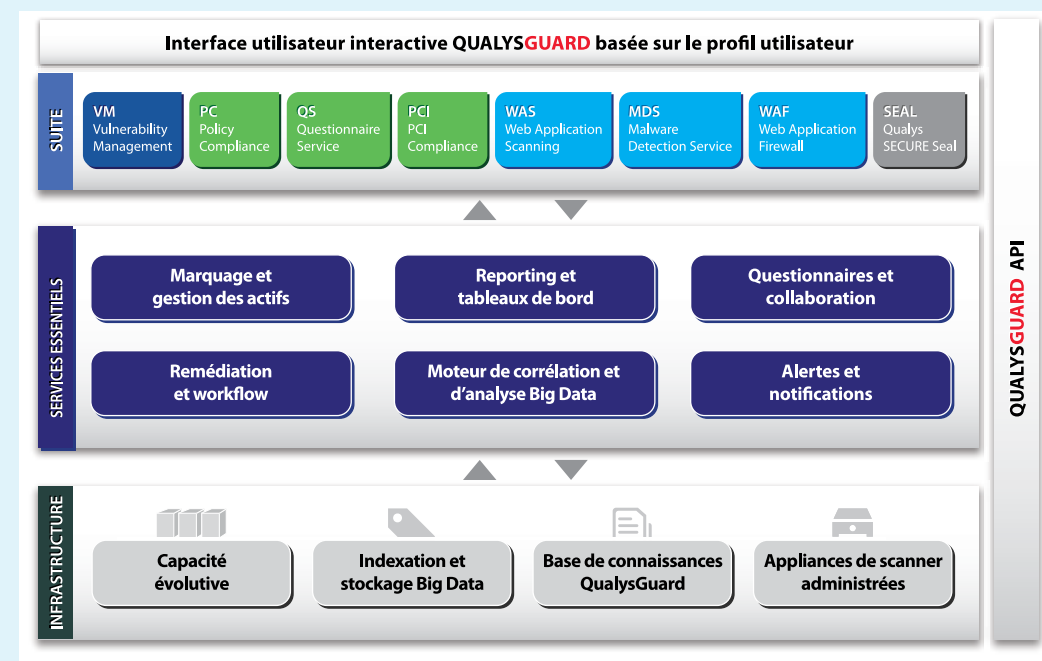 Interface utilisateur interactive QUALYSGUARD basée sur le profil utilisateur
SUITE
VM
Vulnerability
Management
PC
Policy
Compliance
QS
Questionnaire
Service
PCI
PCI
Compliance
WAS
Web Application
Scanning
MDS
Malware
Detection Service
WAF
Web Application
Firewall
SEAL
Qualys
SECURE Seal
SERVICES ESSENTIELS
Marquage et
gestion des actifs
Reporting et
tableaux de bord
Questionnaires et
collaboration
Remédiation
et workflow
Moteur de corrélation et
d'analyse Big Data
Alertes et
notifications
INFRASTRUCTURE
Capacité
évolutive
Indexation et
stockage Big Data
Base de connaissances
QualysGuard
Appliances de scanner
administrées
QUALYSGUARD API